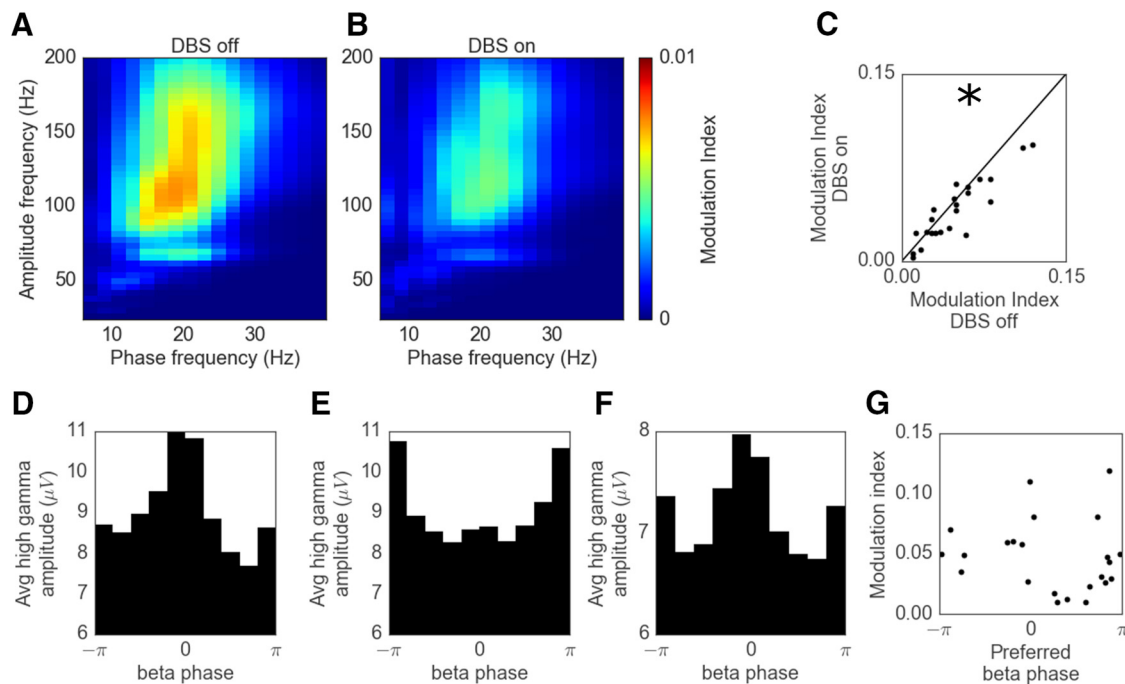 A
B
C
DBS off
DBS on
200
150
100
50
Amplitude frequency (Hz)
10 20 30
Phase frequency (Hz)
200
150
100
50
10 20 30
Phase frequency (Hz)
0.01
0
Modulation Index
0.15
0.00
Modulation Index
DBS on
*
0.00 0.15
Modulation Index
DBS off
D
E
F
G
11
10
9
8
7
6
Avg high gamma
amplitude (μV)
−π 0 π
beta phase
11
10
9
8
7
6
Avg high gamma
amplitude (μV)
−π 0 π
beta phase
8
7
6
Avg high gamma
amplitude (μV)
−π 0 π
beta phase
0.15
0.10
0.05
0.00
Modulation index
−π 0 π
Preferred
beta phase